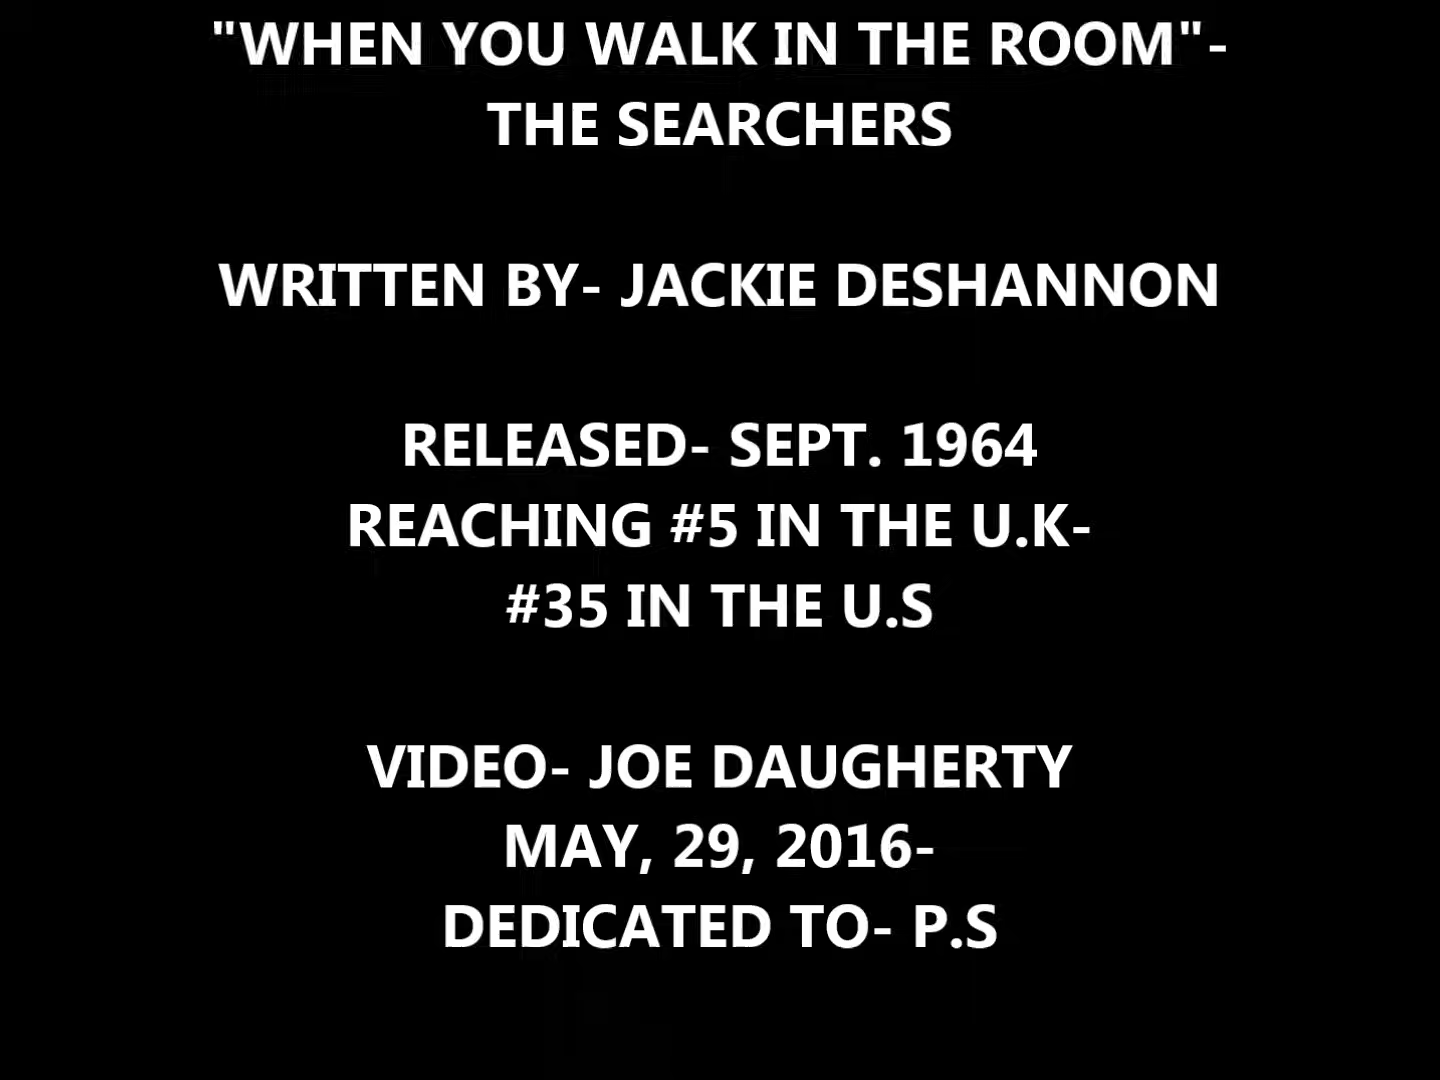 "WHEN YOU WALK IN THE ROOM"-
THE SEARCHERS
WRITTEN BY- JACKIE DESHANNON
RELEASED- SEPT. 1964
REACHING #5 IN THE U.K-
#35 IN THE U.S
VIDEO- JOE DAUGHERTY
MAY, 29, 2016-
DEDICATED TO- P.S